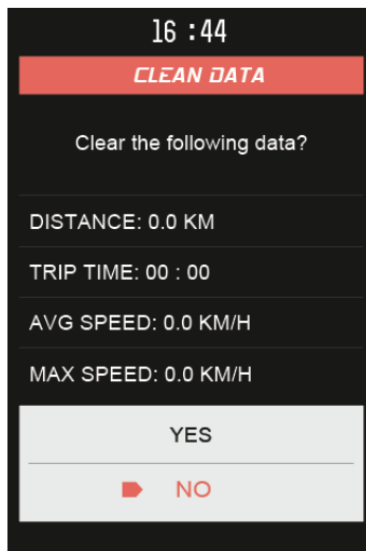 16 :44
CLEAN DATA
Clear the following data?
DISTANCE: 0.0 KM
TRIP TIME: 00 : 00
AVG SPEED: 0.0 KM/H
MAX SPEED: 0.0 KM/H
YES
NO